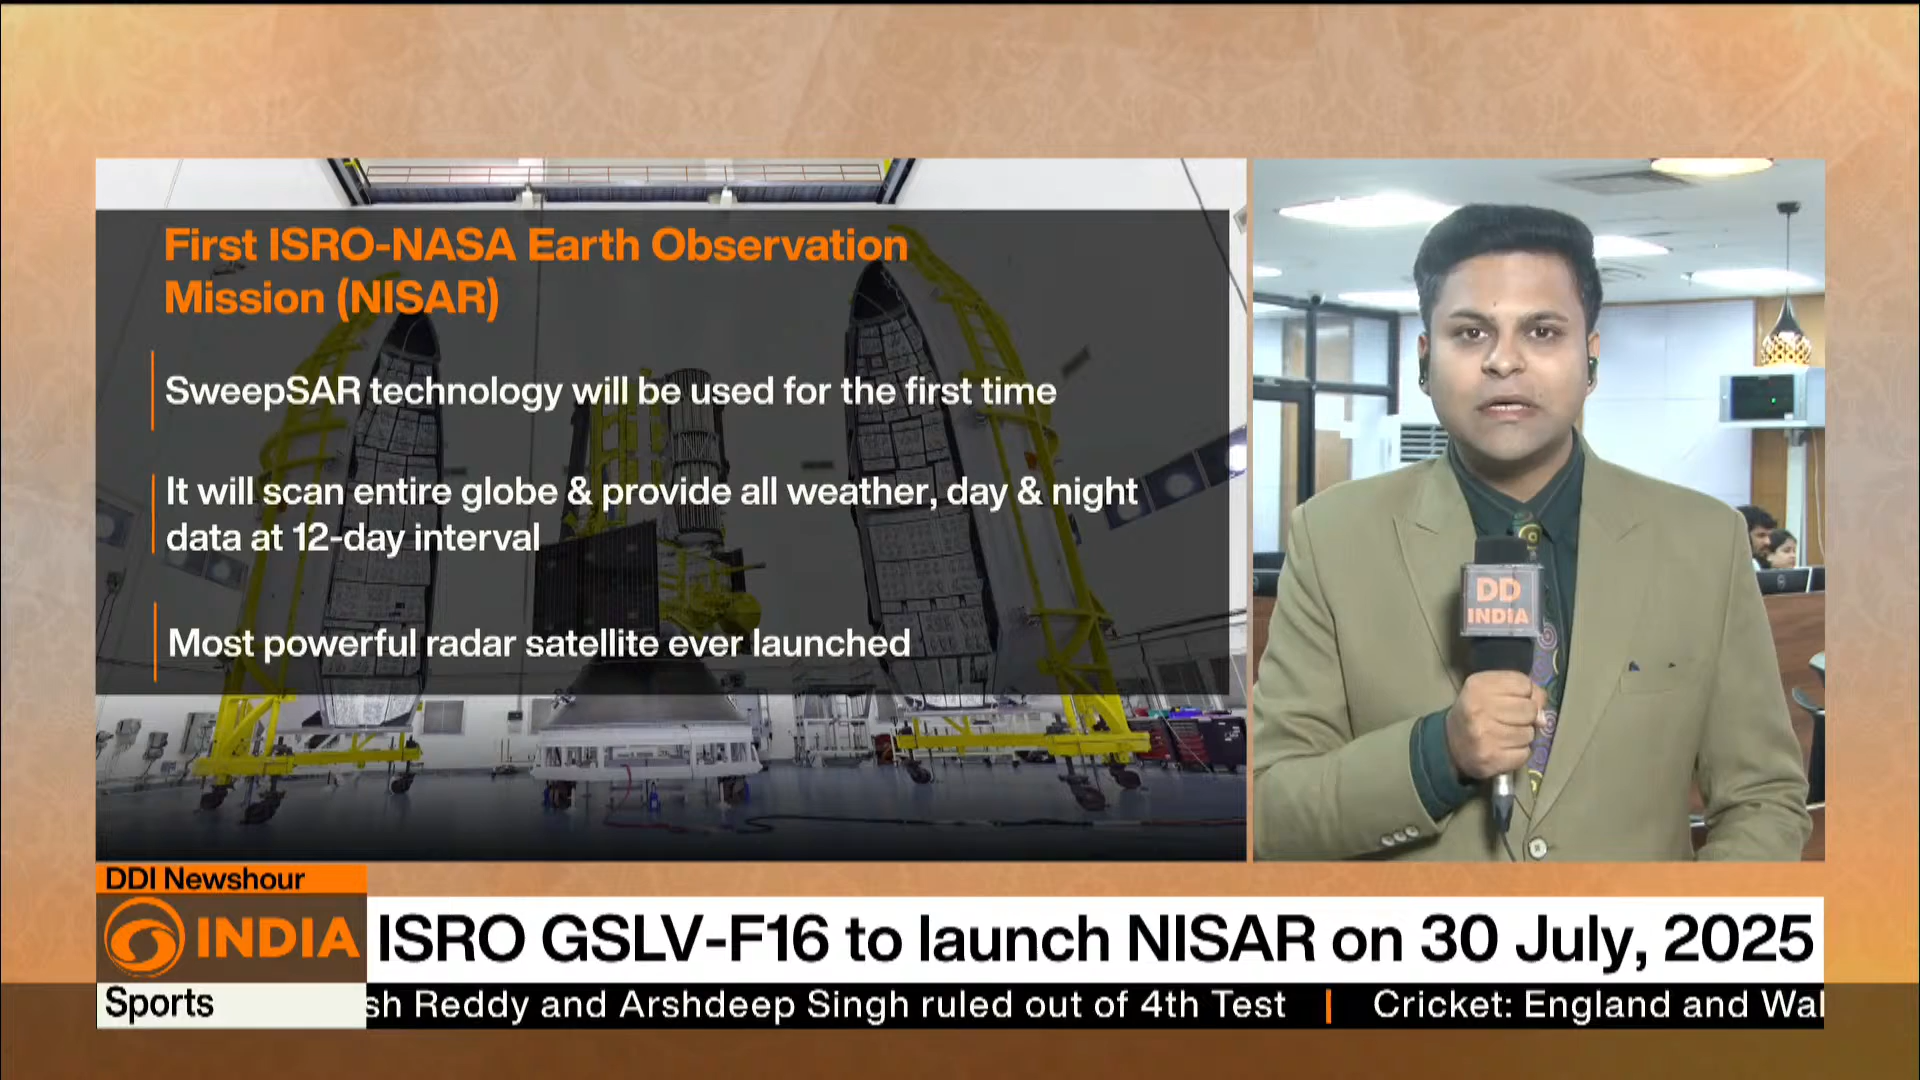 First ISRO-NASA Earth Observation
Mission (NISAR)
SweepSAR technology will be used for the first time
It will scan entire globe & provide all weather, day & night
data at 12-day interval
Most powerful radar satellite ever launched
DD
INDIA
DDI Newshour
INDIA
ISRO GSLV-F16 to launch NISAR on 30 July, 2025
Sports
sh Reddy and Arshdeep Singh ruled out of 4th Test | Cricket: England and Wal